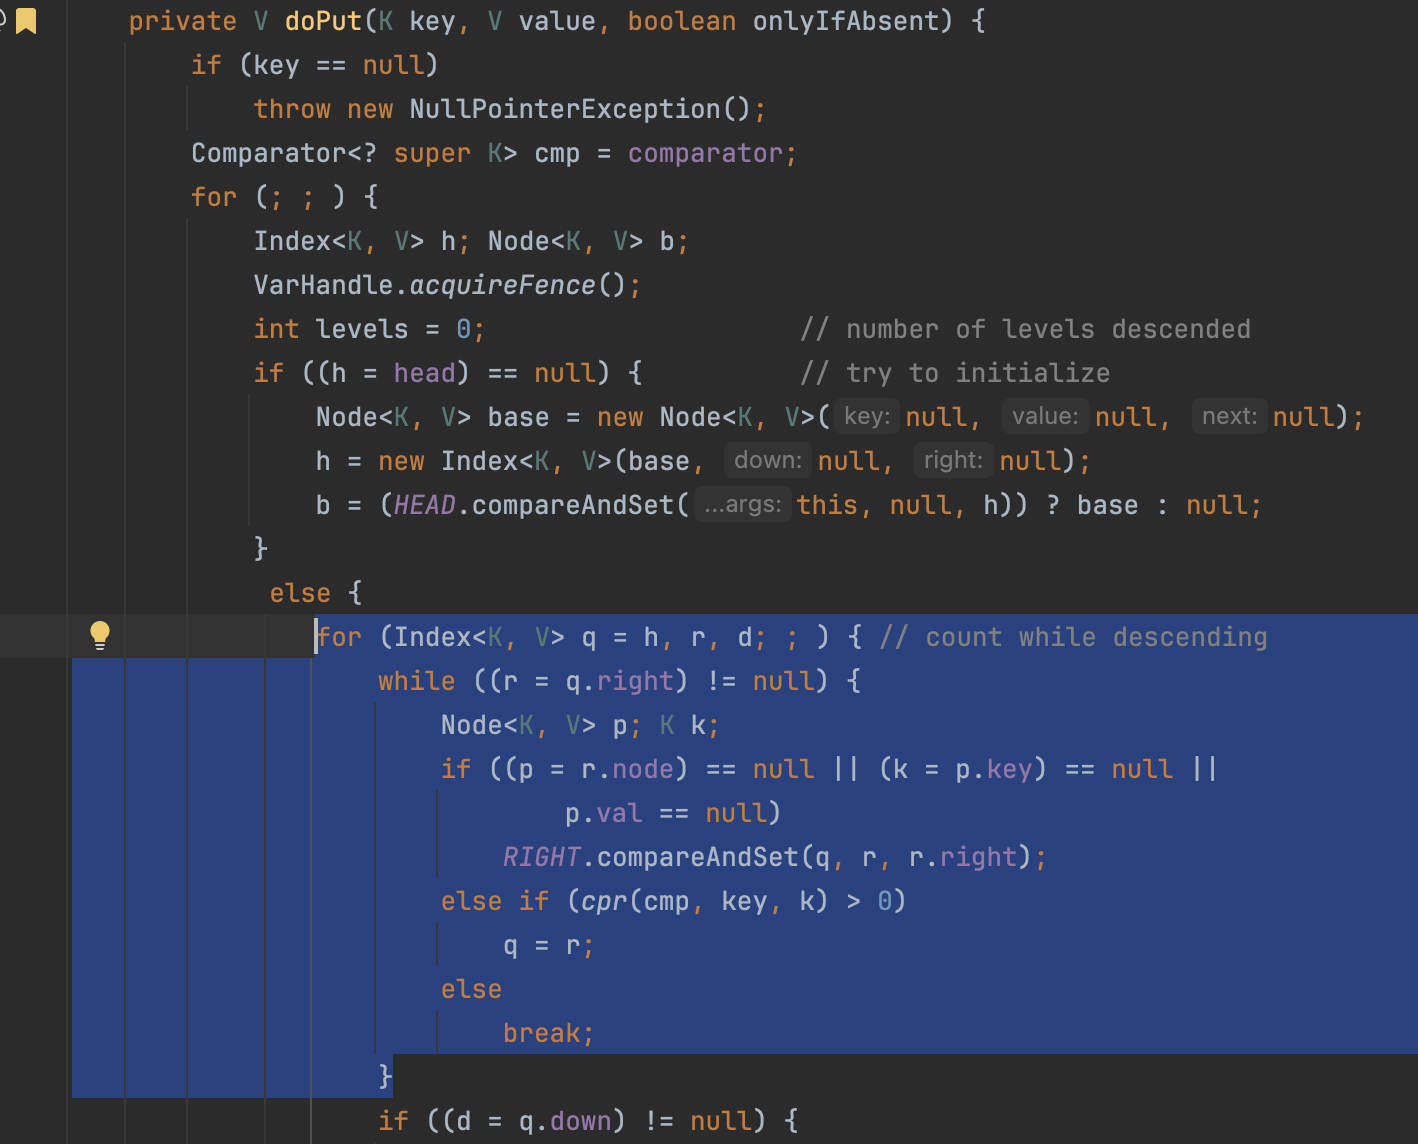 private V doPut(K key, V value, boolean onlyIfAbsent) {
if (key == null)
throw new NullPointerException();
Comparator<? super K> cmp = comparator;
for (; ; ) {
Index<K, V> h; Node<K, V> b;
VarHandle.acquireFence();
int levels = 0; // number of levels descended
if ((h = head) == null) { // try to initialize
Node<K, V> base = new Node<K, V>( key: null, value: null, next: null);
h = new Index<K, V>(base, down: null, right: null);
b = (HEAD.compareAndSet( ...args: this, null, h)) ? base : null;
}
else {
for (Index<K, V> q = h, r, d; ; ) { // count while descending
while ((r = q.right) != null) {
Node<K, V> p; K k;
if ((p = r.node) == null || (k = p.key) == null ||
p.val == null)
RIGHT.compareAndSet(q, r, r.right);
else if (cpr(cmp, key, k) > 0)
q = r;
else
break;
}
if ((d = q.down) != null) {